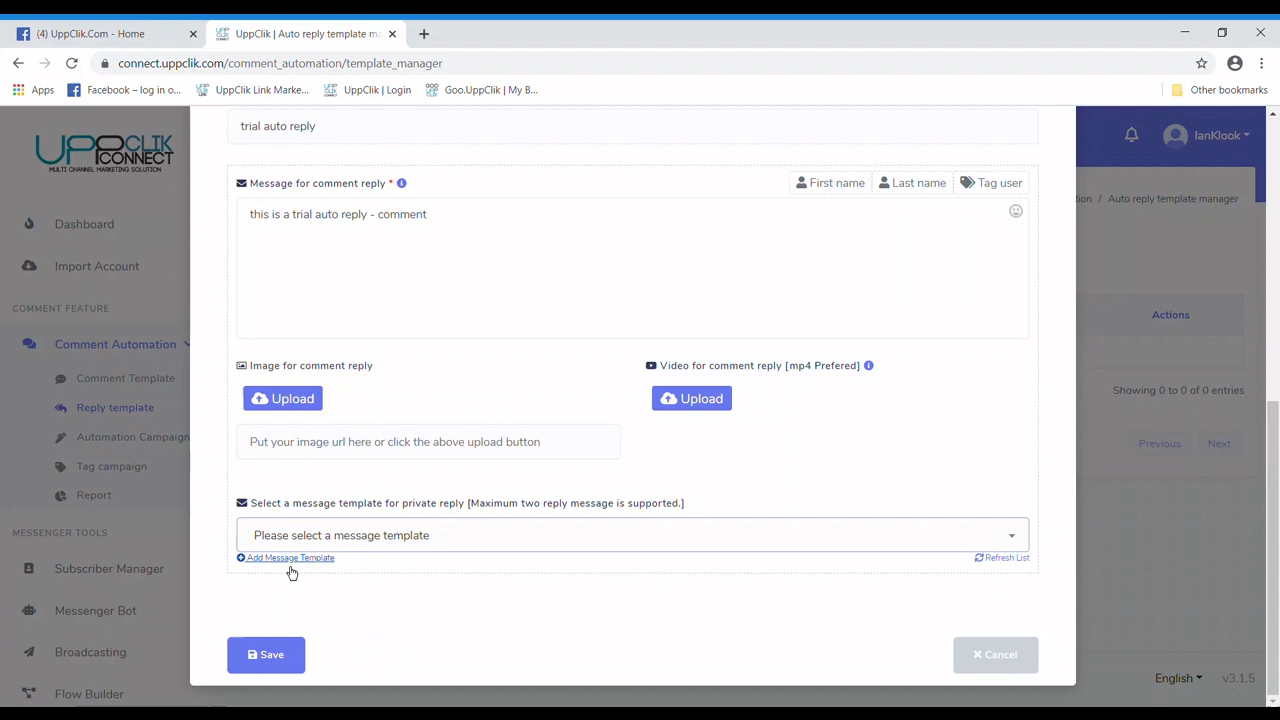 (4) UppClik.Com - Home
UppClik | Auto reply template ma
connect.uppclik.com/comment_automation/template_manager
Apps
Facebook – log in o...
UppClik Link Marke...
UppClik | Login
Goo.UppClik | My B...
Other bookmarks
UPPCLIK
CONNECT
MULTI CHANNEL MARKETING SOLUTION
IanKlook
Dashboard
Import Account
COMMENT FEATURE
Comment Automation
Comment Template
Reply template
Automation Campaign
Tag campaign
Report
MESSENGER TOOLS
Subscriber Manager
Messenger Bot
Broadcasting
Flow Builder
trial auto reply
Message for comment reply *
First name
Last name
Tag user
this is a trial auto reply - comment
Image for comment reply
Upload
Put your image url here or click the above upload button
Video for comment reply [mp4 Prefered]
Upload
Select a message template for private reply [Maximum two reply message is supported.]
Please select a message template
Add Message Template
Refresh List
Save
Cancel
tion / Auto reply template manager
Actions
Showing 0 to 0 of 0 entries
Previous
Next
English
v3.1.5